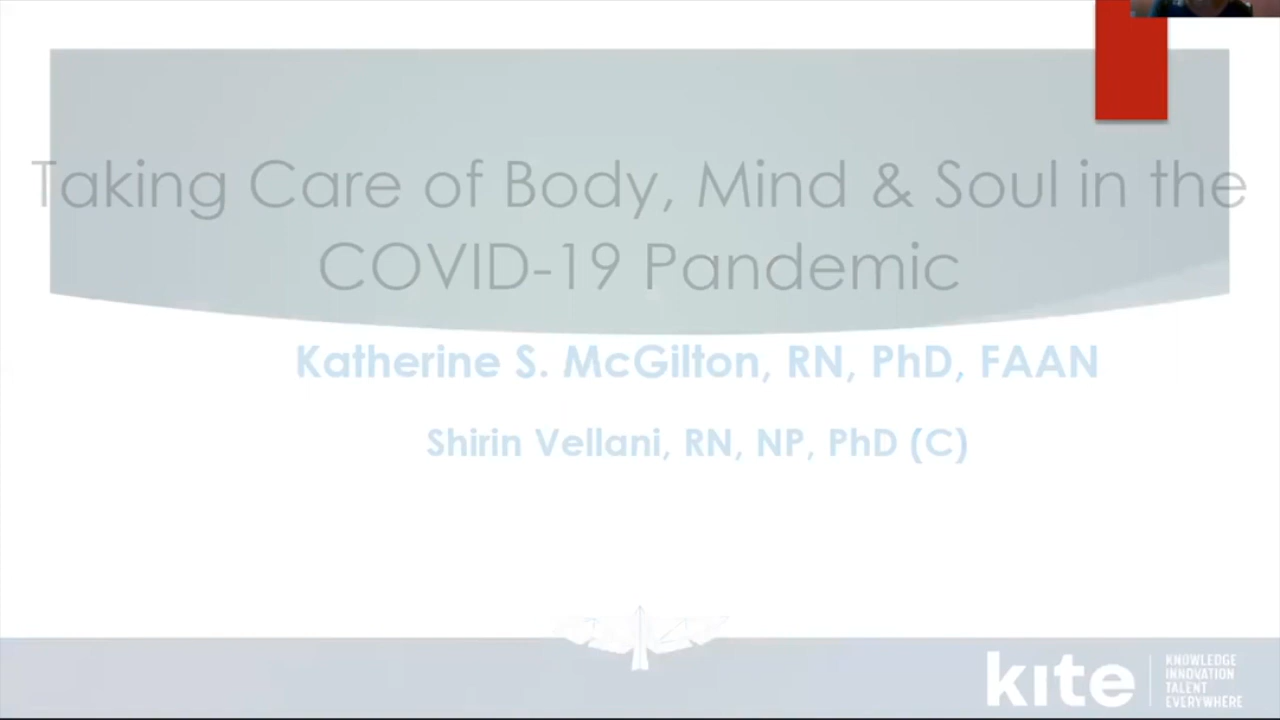 Taking Care of Body, Mind & Soul in the
COVID-19 Pandemic
Katherine S. McGilton, RN, PhD, FAAN
Shirin Vellani, RN, NP, PhD (C)
kite
KNOWLEDGE
INNOVATION
TALENT
EVERYWHERE